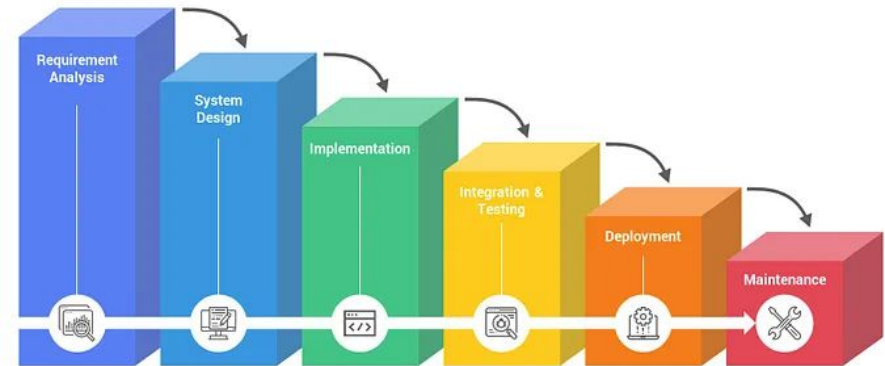 Requirement
Analysis
System
Design
Implementation
Integration &
Testing
Deployment
Maintenance
</>